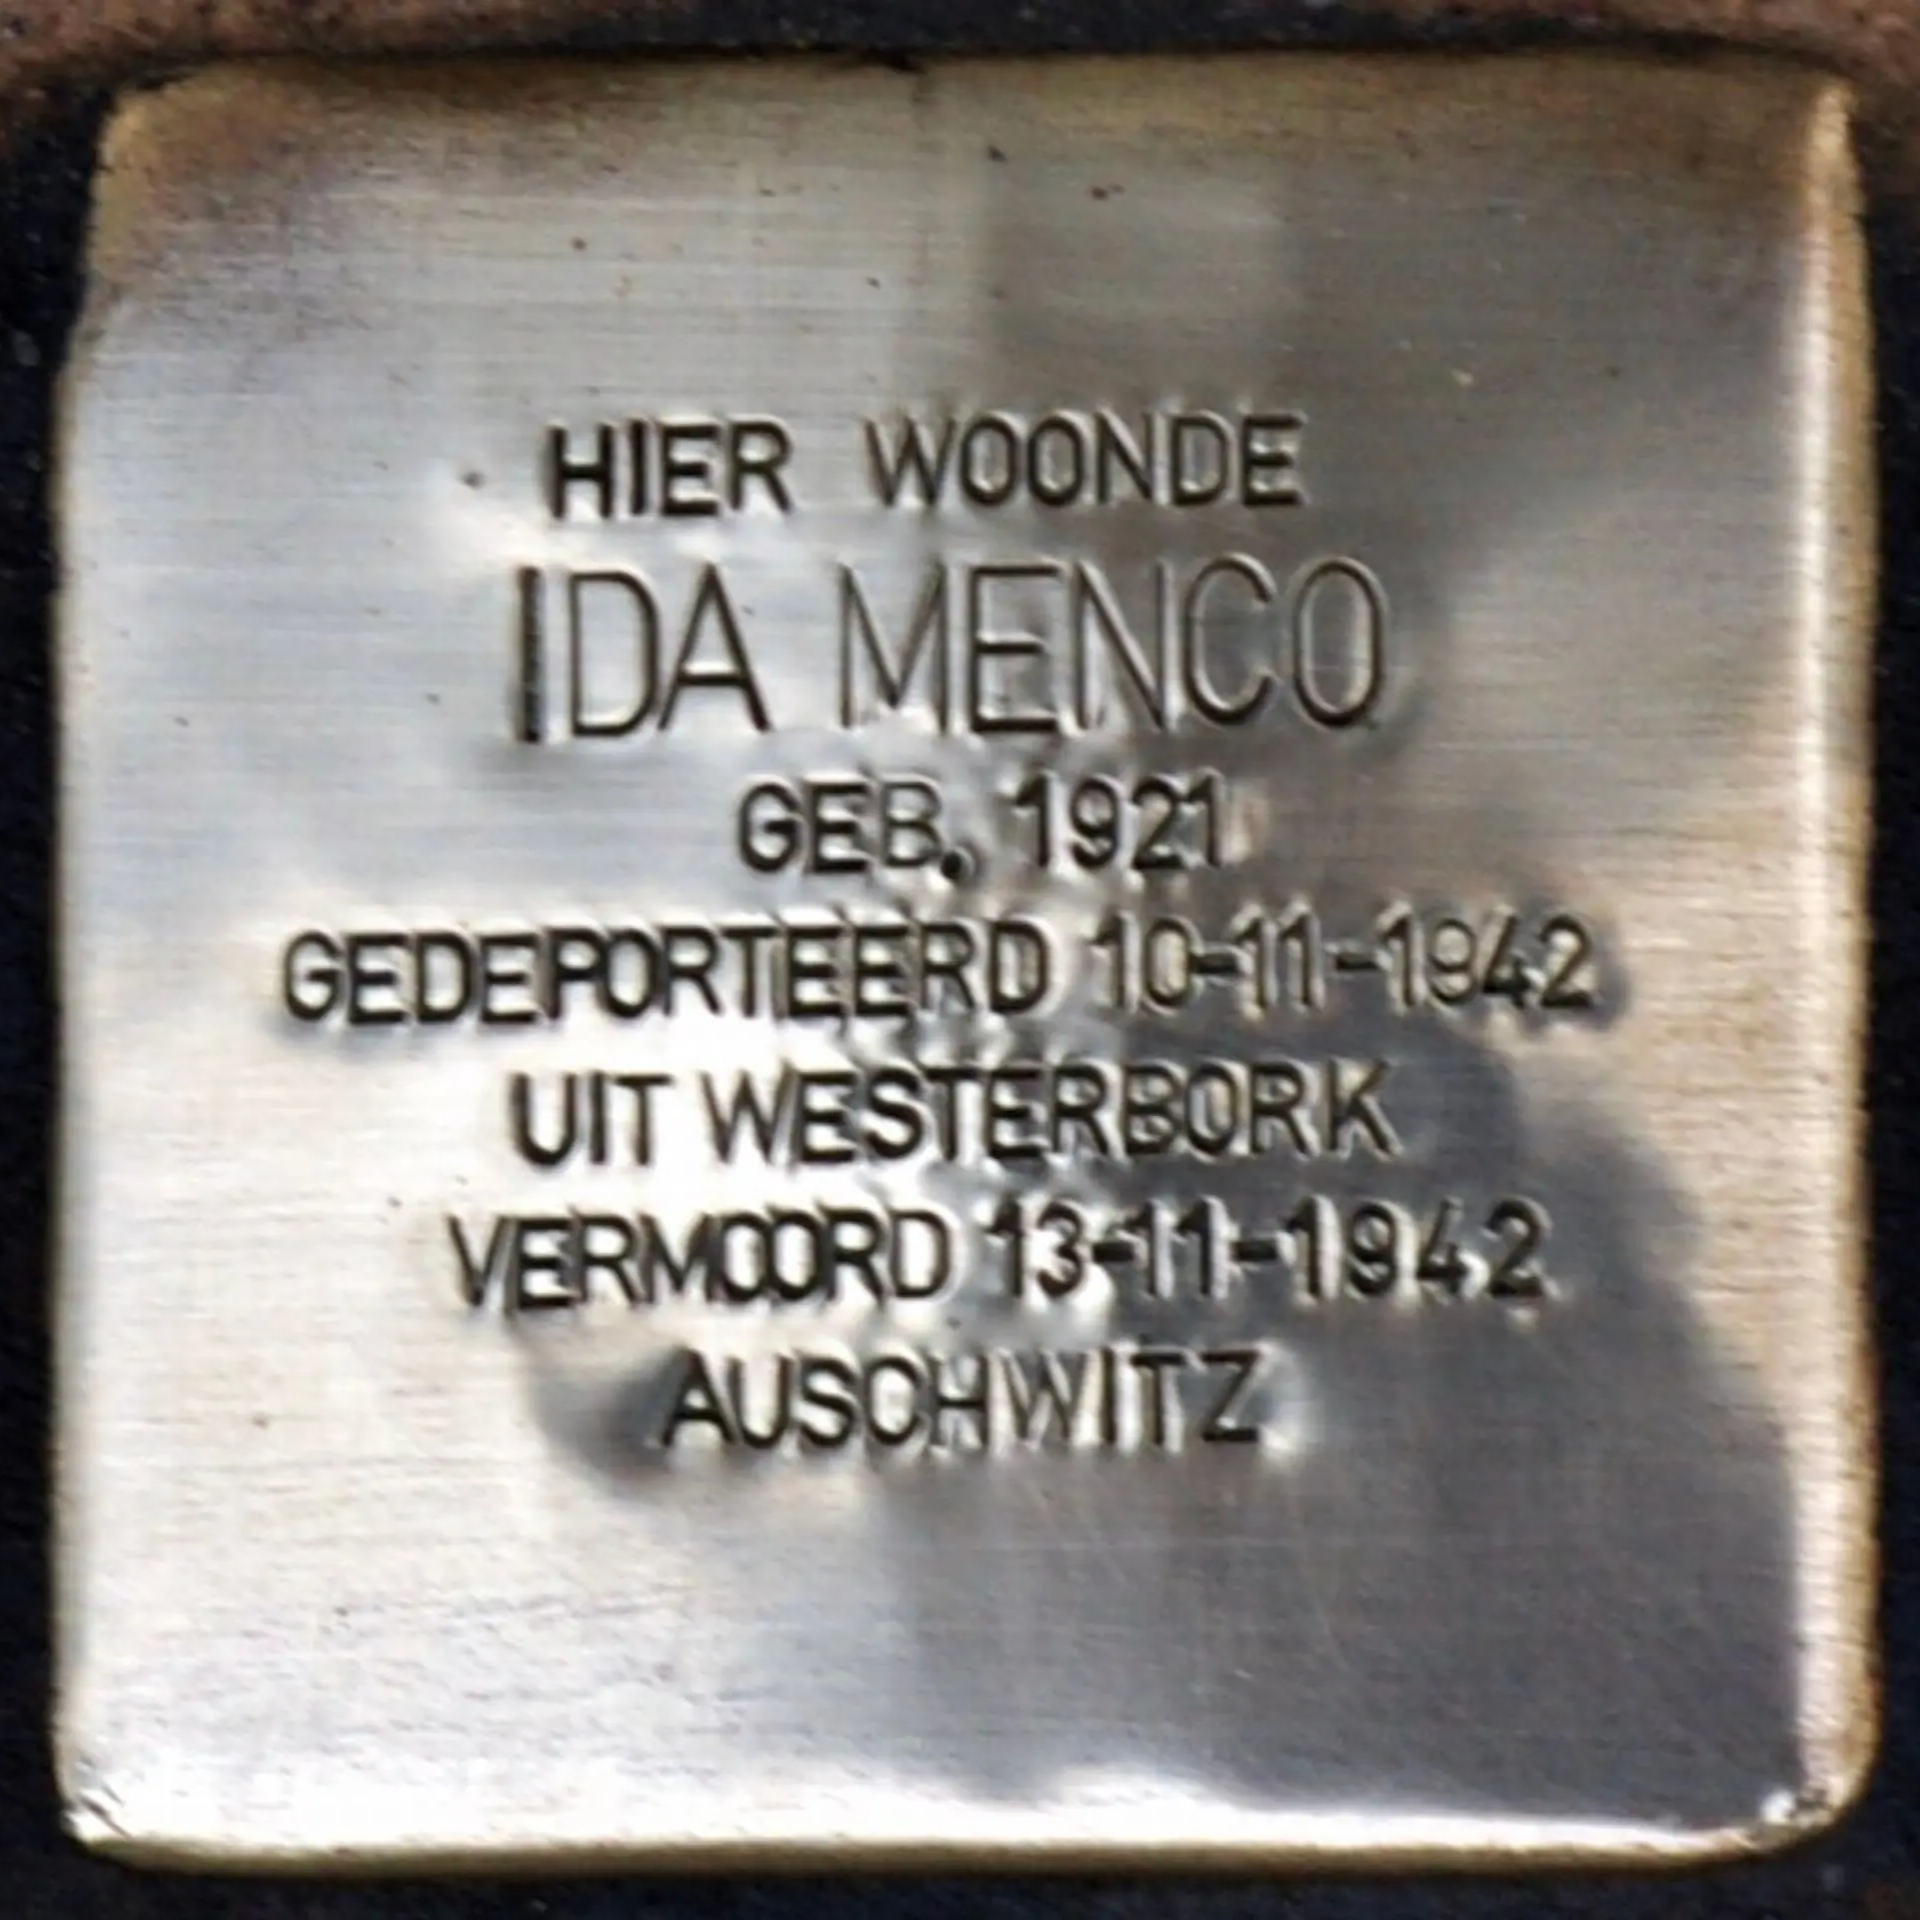 HIER WOONDE
IDA MENCO
GEB. 1921
GEDEPORTEERD 10-11-1942
UIT WESTERBORK
VERMOORD 13-11-1942
AUSCHWITZ